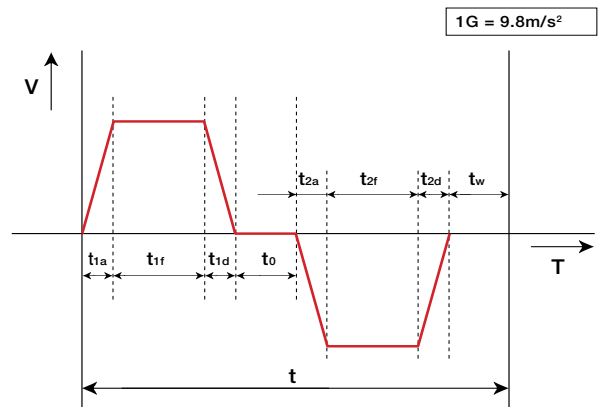 1G = 9.8m/s²
V
t2a t2f t2d tw
t1a t1f t1d t0
T
t